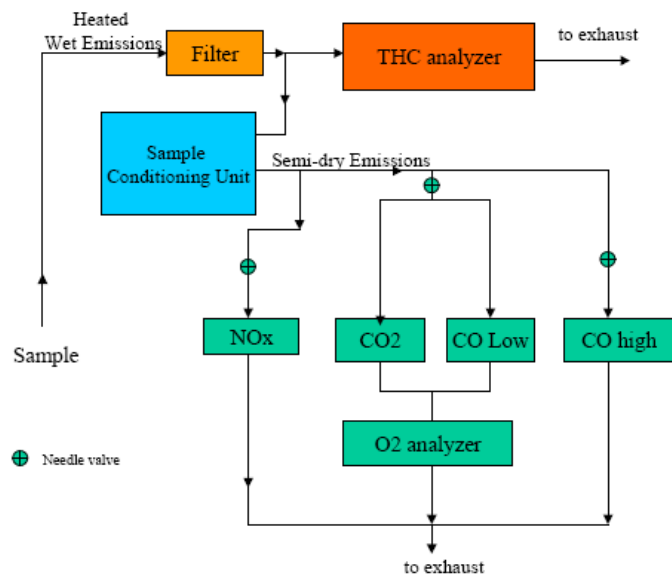 Heated
Wet Emissions
Filter
THC analyzer
to exhaust
Sample
Conditioning Unit
Semi-dry Emissions
NOx
CO2
CO Low
CO high
Sample
O2 analyzer
Needle valve
to exhaust